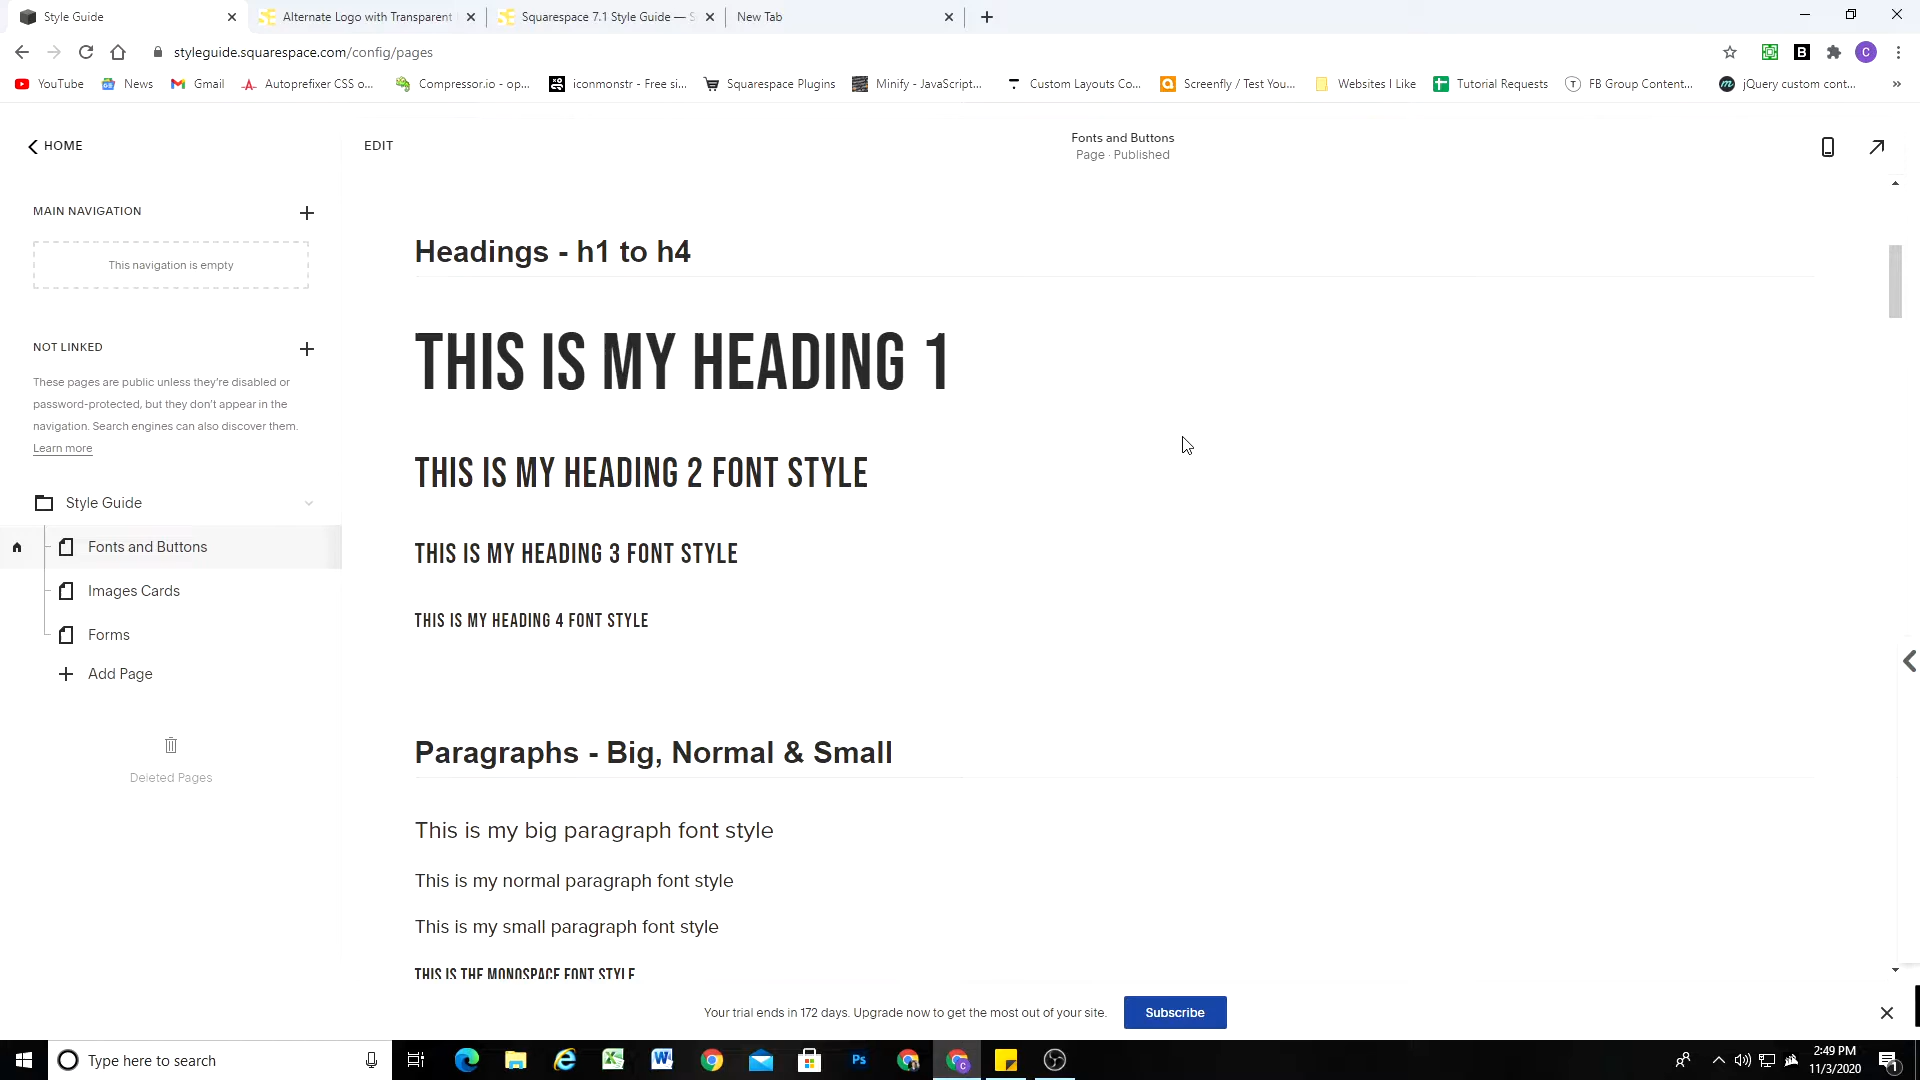 Style Guide
Alternate Logo with Transparent
Squarespace 7.1 Style Guide — S
New Tab
styleguide.squarespace.com/config/pages
C
YouTube
News
Gmail
Autoprefixer CSS o...
Compressor.io - op...
iconmonstr - Free si...
Squarespace Plugins
Minify - JavaScript...
Custom Layouts Co...
Screenfly / Test You...
Websites I Like
Tutorial Requests
FB Group Content...
jQuery custom cont...
HOME
EDIT
Fonts and Buttons
Page · Published
MAIN NAVIGATION
This navigation is empty
NOT LINKED
These pages are public unless they're disabled or
password-protected, but they don't appear in the
navigation. Search engines can also discover them.
Learn more
Style Guide
Fonts and Buttons
Images Cards
Forms
Add Page
Deleted Pages
Headings - h1 to h4
THIS IS MY HEADING 1
THIS IS MY HEADING 2 FONT STYLE
THIS IS MY HEADING 3 FONT STYLE
THIS IS MY HEADING 4 FONT STYLE
Paragraphs - Big, Normal & Small
This is my big paragraph font style
This is my normal paragraph font style
This is my small paragraph font style
THIS IS THE MONOSPACE FONT STYLE
Your trial ends in 172 days. Upgrade now to get the most out of your site.
Subscribe
Type here to search
Ps
2:49 PM
11/3/2020
1